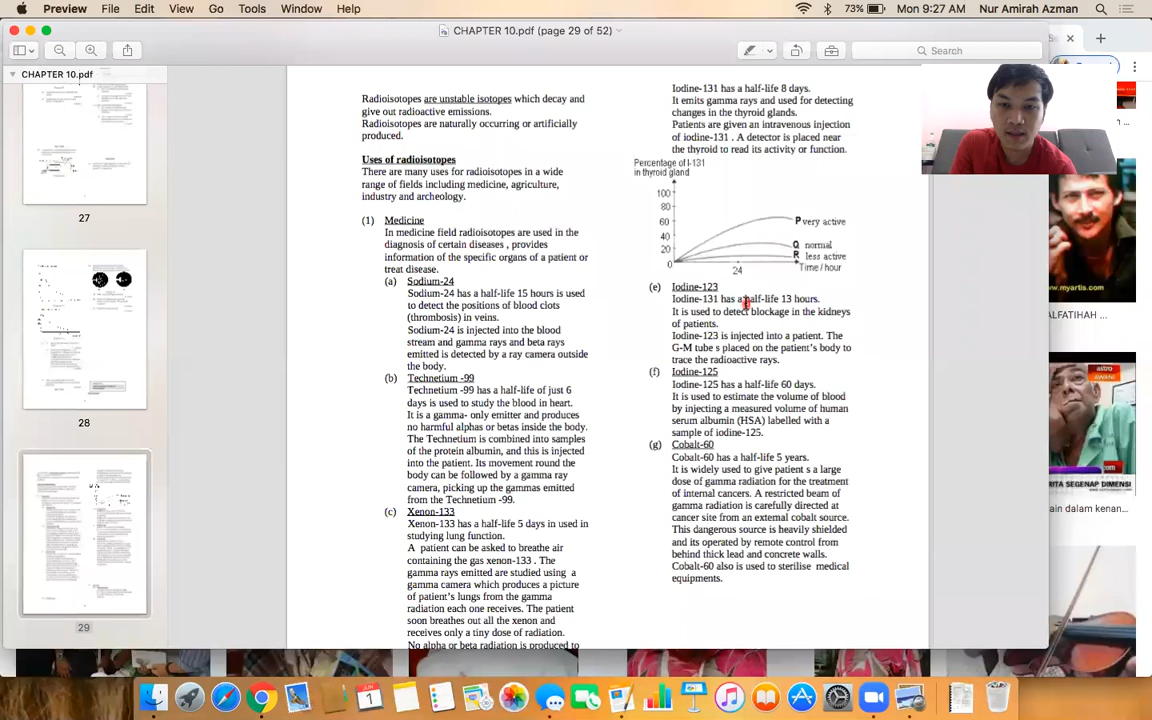 Preview File Edit View Go Tools Window Help
73% Mon 9:27 AM Nur Amirah Azman
CHAPTER 10.pdf (page 29 of 52)
Search
CHAPTER 10.pdf
27
28
29
Radioisotopes are unstable isotopes which decay and
give out radioactive emissions.
Radioisotopes are naturally occurring or artificially
produced.
Uses of radioisotopes
There are many uses for radioisotopes in a wide
range of fields including medicine, agriculture,
industry and archeology.
(1) Medicine
In medicine field radioisotopes are used in the
diagnosis of certain diseases , provides
information of the specific organs of a patient or
treat disease.
(a) Sodium-24
Sodium-24 has a half-life 15 hours is used
to detect the positions of blood clots
(thrombosis) in veins.
Sodium-24 is injected into the blood
stream and gamma rays and beta rays
emitted is detected by a ray camera outside
the body.
(b) Technetium -99
Technetium -99 has a half-life of just 6
days is used to study the blood in heart.
It is a gamma- only emitter and produces
no harmful alphas or betas inside the body.
The Technetium is combined into samples
of the protein albumin, and this is injected
into the patient. Its movement round the
body can be followed by a gamma ray
camera, picking up the gammas emitted
from the Technetium -99.
(c) Xenon-133
Xenon-133 has a half-life 5 days in used in
studying lung function.
A patient can be asked to breathe air
containing the gas xenon-133 . The
gamma rays emitted are studied using a
gamma camera which produces a picture
of patient's lungs from the gamma
radiation each one receives. The patient
soon breathes out all the xenon and
receives only a tiny dose of radiation.
No alpha or beta radiation is produced to
Iodine-131 has a half-life 8 days.
It emits gamma rays and used for detecting
changes in the thyroid glands.
Patients are given an intravenous injection
of iodine-131 . A detector is placed near
the thyroid to read its activity or function.
Percentage of I-131
in thyroid gland
100
80
60
40
20
0
24
P very active
Q normal
R less active
Time / hour
(e) Iodine-123
Iodine-131 has a half-life 13 hours.
It is used to detect blockage in the kidneys
of patients.
Iodine-123 is injected into a patient. The
G-M tube s placed on the patient's body to
trace the radioactive rays.
(f) Iodine-125
Iodine-125 has a half-life 60 days.
It is used to estimate the volume of blood
by injecting a measured volume of human
serum albumin (HSA) labelled with a
sample of iodine-125.
(g) Cobalt-60
Cobalt-60 has a half-life 5 years.
It is widely used to give patient s a large
dose of gamma radiation for the treatment
of internal cancers. A restricted beam of
gamma radiation is carefully directed at
cancer site from an external cobalt source.
This dangerous source is heavily shielded
and its operated by remote control from
behind thick lead and concrete walls.
Cobalt-60 also is used to sterilise medical
equipments.
www.myartis.com
ALFATIHAH ...
astro
AWANI
RITA SEGENAP DIMENSI
ain dalam kenan...
JUN
1